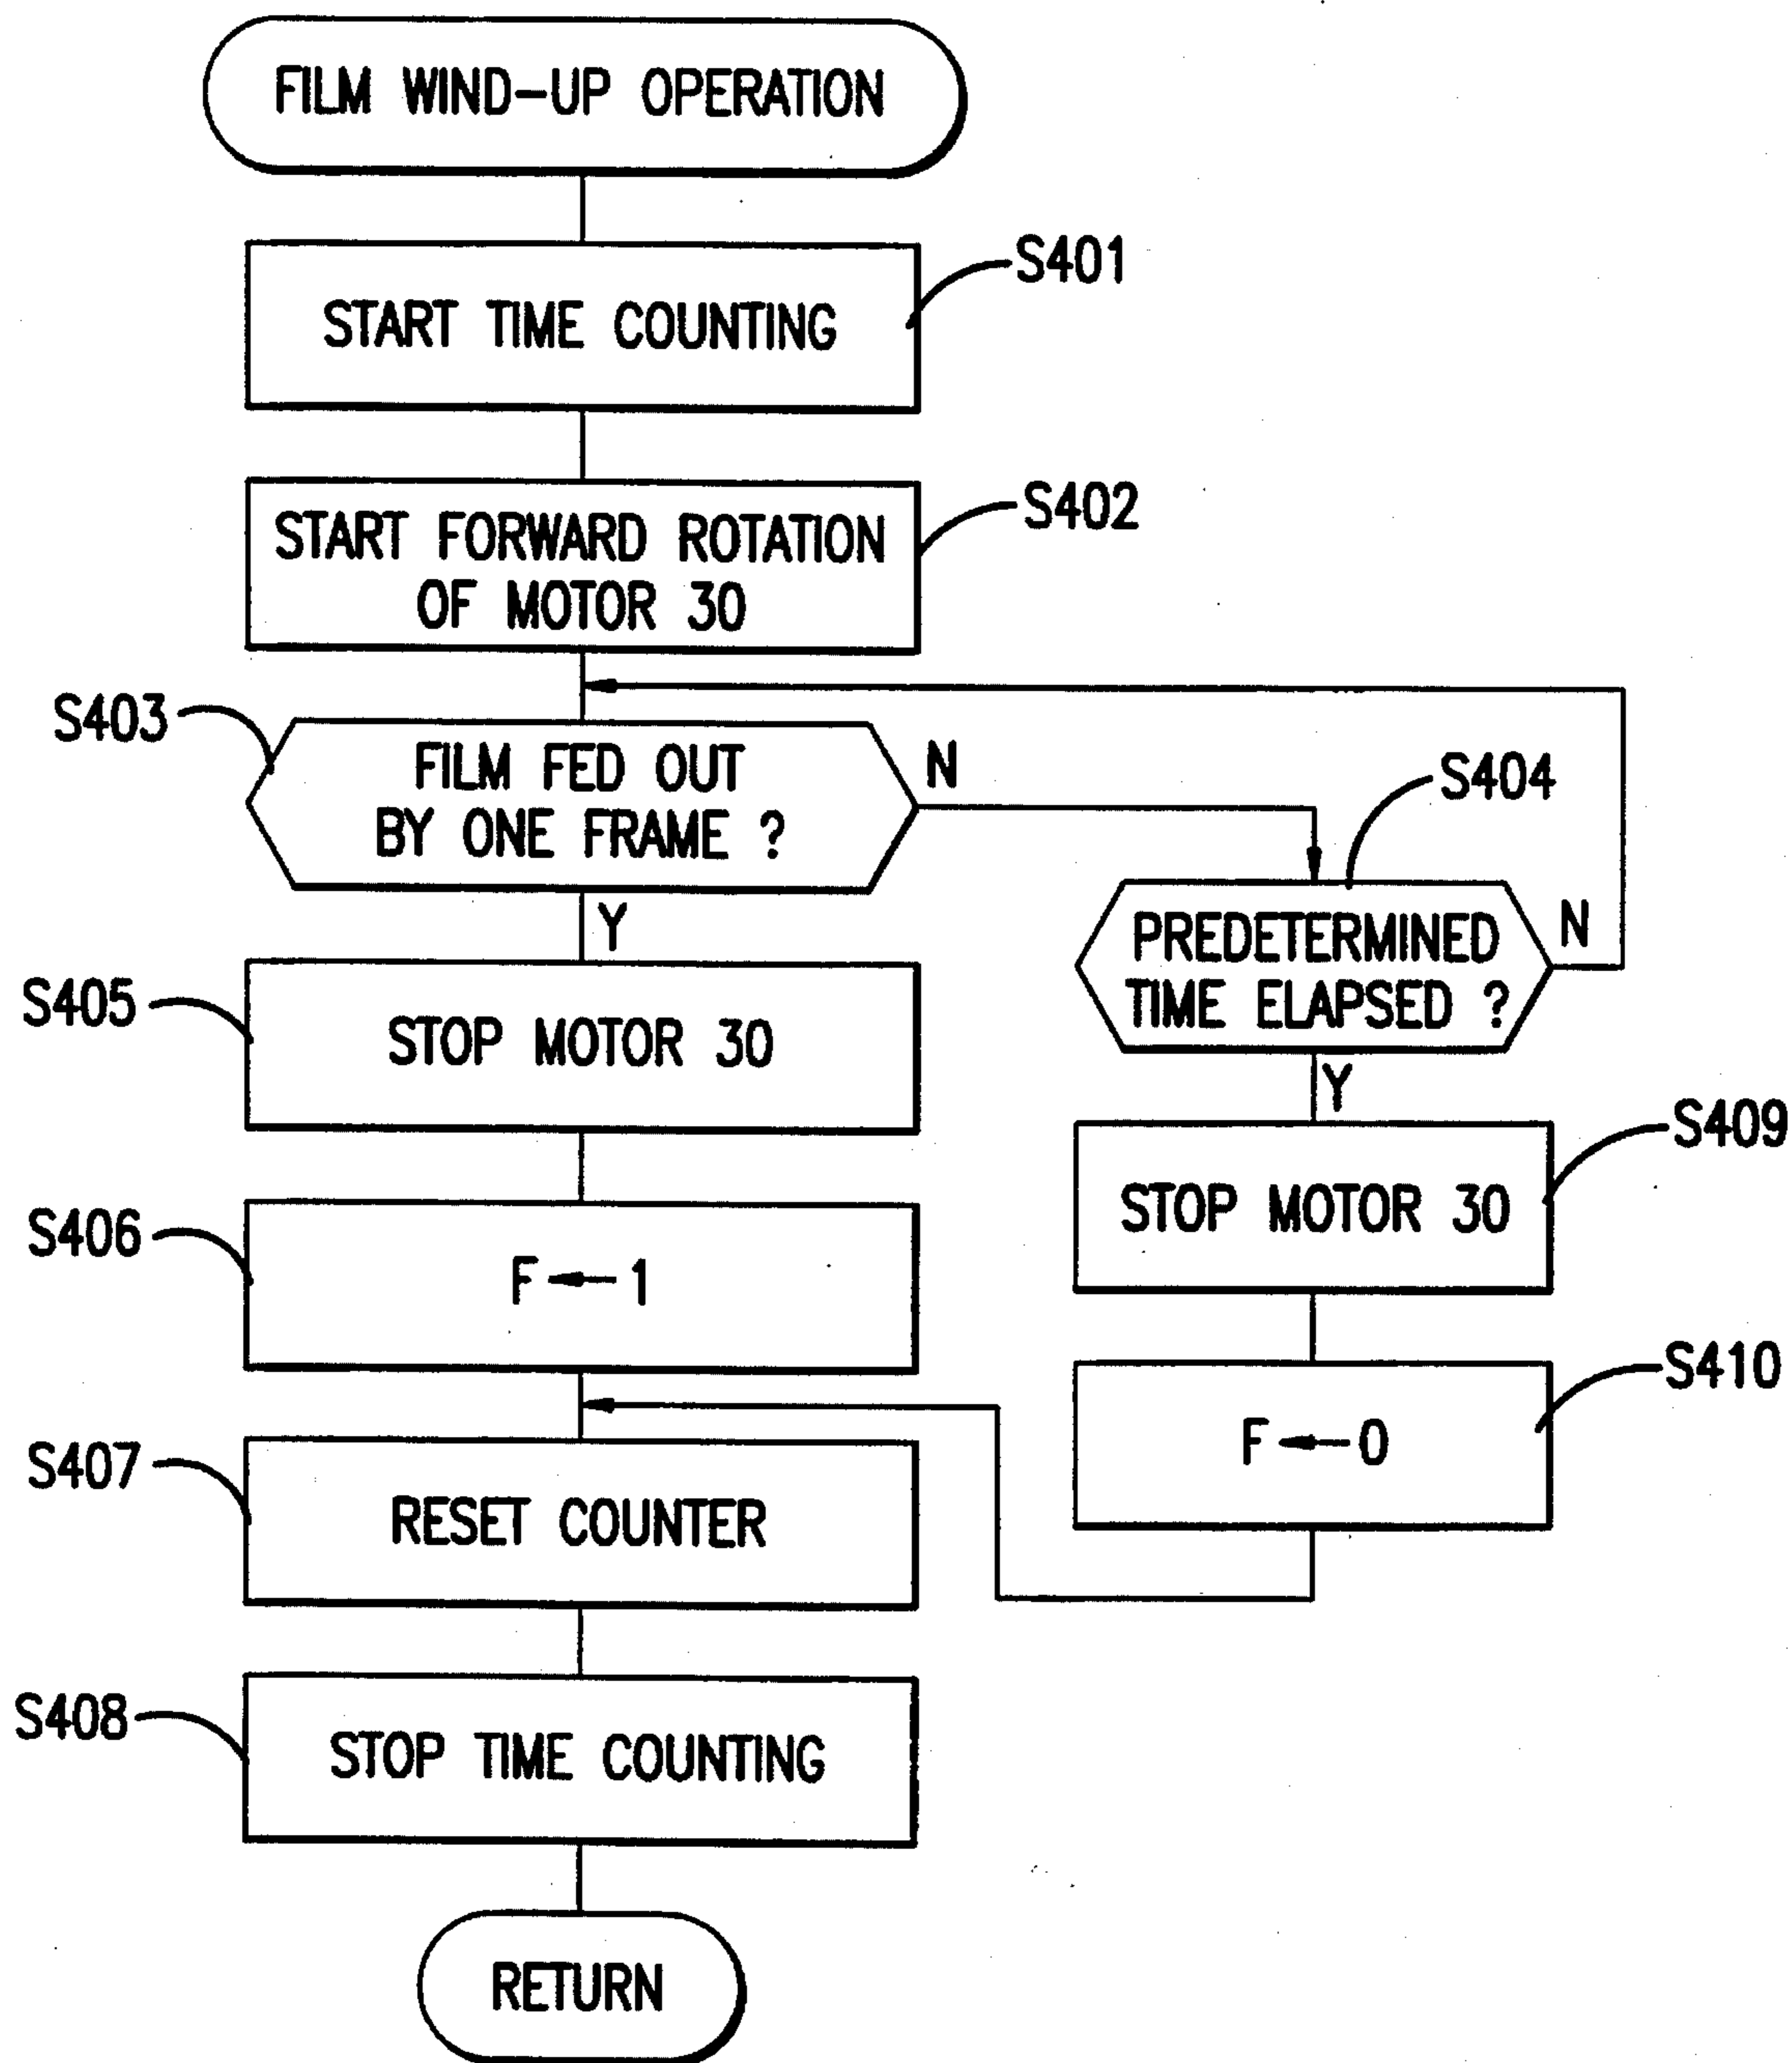 FILM WIND-UP OPERATION
START TIME COUNTING
S401
START FORWARD ROTATION
OF MOTOR 30
S402
S403
FILM FED OUT
BY ONE FRAME ?
N
Y
S404
PREDETERMINED
TIME ELAPSED ?
N
Y
S405
STOP MOTOR 30
S409
STOP MOTOR 30
S406
F ← 1
S410
F ← 0
S407
RESET COUNTER
S408
STOP TIME COUNTING
RETURN